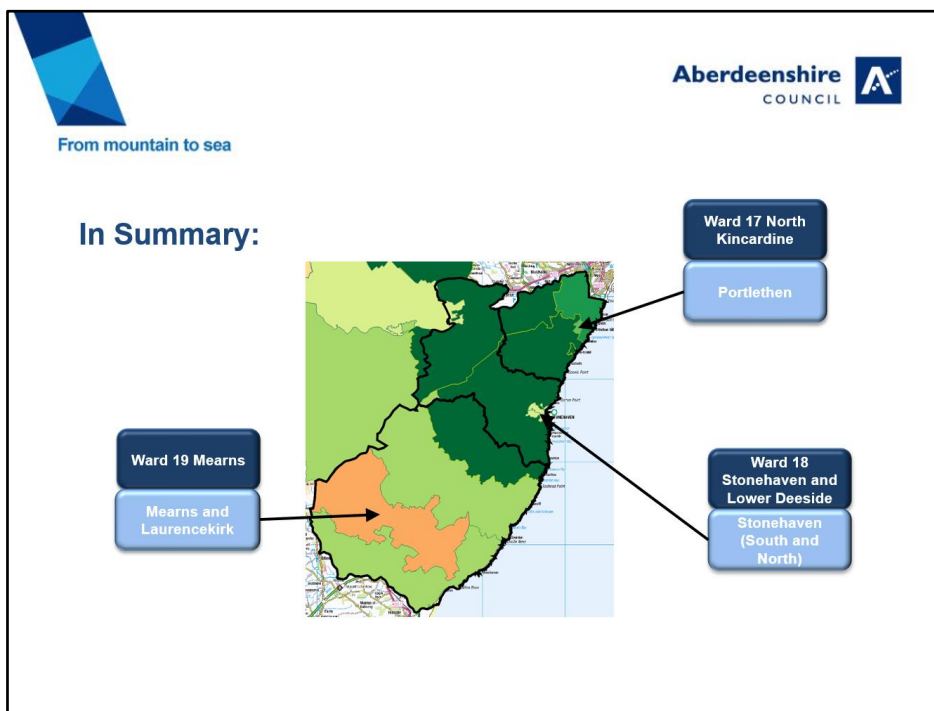 Aberdeenshire
COUNCIL
From mountain to sea
In Summary:
Ward 17 North
Kincardine
Portlethen
Ward 19 Mearns
Mearns and
Laurencekirk
Ward 18
Stonehaven and
Lower Deeside
Stonehaven
(South and
North)